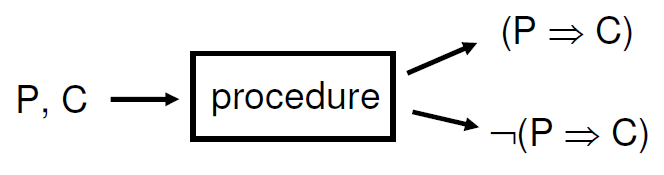 (P ⇒ C)
P, C
procedure
¬(P ⇒ C)